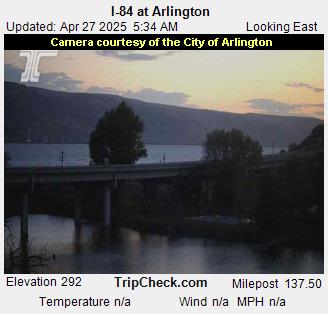 I-84 at Arlington
Updated: Apr 27 2025 5:34 AM Looking East
Camera courtesy of the City of Arlington
Elevation 292 TripCheck.com Milepost 137.50
Temperature n/a Wind n/a MPH n/a